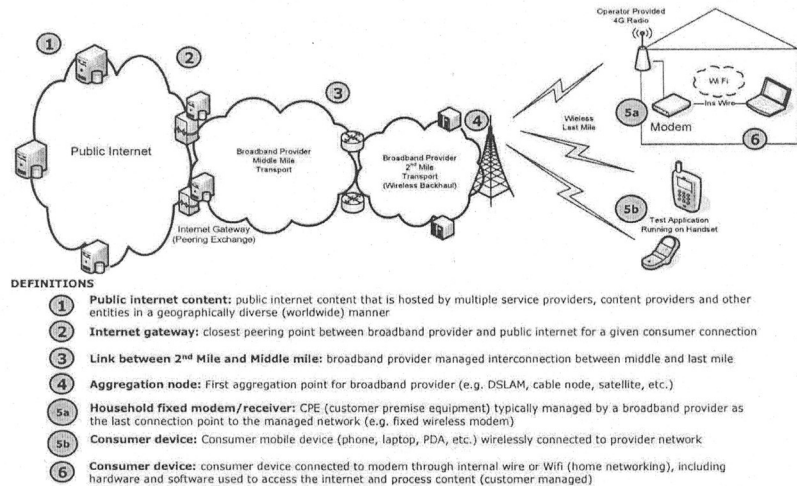 Operator Provided
4G Radio
1
2
3
4
Public Internet
Broadband Provider
Middle Mile
Transport
Broadband Provider
2nd Mile
Transport
(Wireless Backhaul)
Internet Gateway
(Peering Exchange)
Wireless
Last Mile
Wi Fi
Ins Wire
5a
Modem
6
5b
Test Application
Running on Handset
DEFINITIONS
1 Public internet content: public internet content that is hosted by multiple service providers, content providers and other
entities in a geographically diverse (worldwide) manner
2 Internet gateway: closest peering point between broadband provider and public internet for a given consumer connection
3 Link between 2nd Mile and Middle mile: broadband provider managed interconnection between middle and last mile
4 Aggregation node: First aggregation point for broadband provider (e.g. DSLAM, cable node, satellite, etc.)
5a Household fixed modem/receiver: CPE (customer premise equipment) typically managed by a broadband provider as
the last connection point to the managed network (e.g. fixed wireless modem)
5b Consumer device: Consumer mobile device (phone, laptop, PDA, etc.) wirelessly connected to provider network
6 Consumer device: consumer device connected to modem through internal wire or Wifi (home networking), including
hardware and software used to access the internet and process content (customer managed)